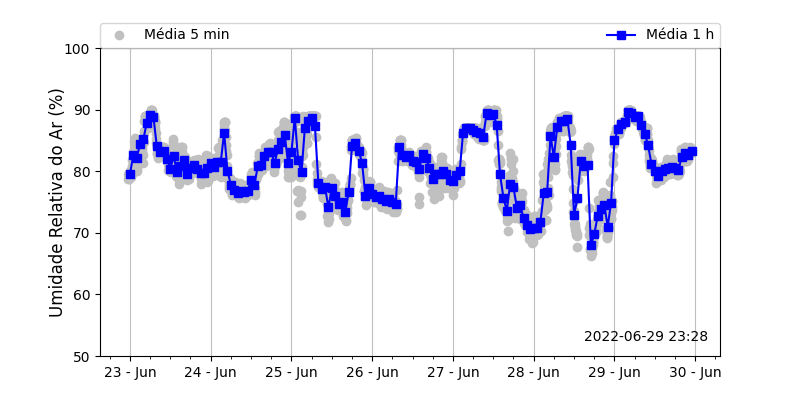 Média 5 min
Média 1 h
Umidade Relativa do Ar (%)
100
90
80
70
60
50
2022-06-29 23:28
23 - Jun
24 - Jun
25 - Jun
26 - Jun
27 - Jun
28 - Jun
29 - Jun
30 - Jun